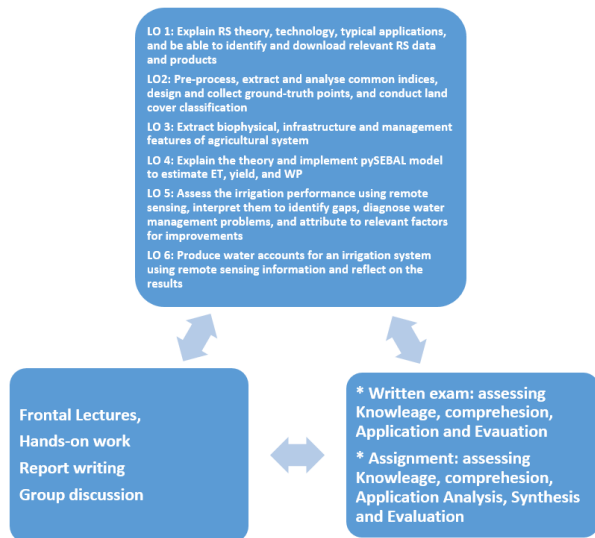 LO 1: Explain RS theory, technology, typical applications,
and be able to identify and download relevant RS data
and products
LO2: Pre-process, extract and analyse common indices,
design and collect ground-truth points, and conduct land
cover classification
LO 3: Extract biophysical, infrastructure and management
features of agricultural system
LO 4: Explain the theory and implement pySEBAL model
to estimate ET, yield, and WP
LO 5: Assess the irrigation performance using remote
sensing, interpret them to identify gaps, diagnose water
management problems, and attribute to relevant factors
for improvements
LO 6: Produce water accounts for an irrigation system
using remote sensing information and reflect on the
results
Frontal Lectures,
Hands-on work
Report writing
Group discussion
* Written exam: assessing
Knowleage, comprehesion,
Application and Evauation
* Assignment: assessing
Knowleage, comprehesion,
Application Analysis, Synthesis
and Evaluation